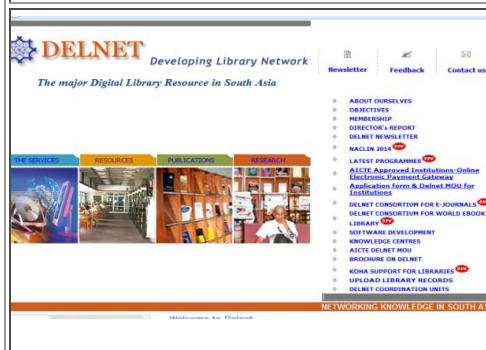 DELNET
Developing Library Network
The major Digital Library Resource in South Asia
Newsletter
Feedback
Contact us
ABOUT OURSELVES
OBJECTIVES
MEMBERSHIP
DIRECTOR's REPORT
DELNET NEWSLETTER
NACLIN 2014
LATEST PROGRAMMES
AICTE Approved Institutions-Online
Electronic Payment Gateway
Application form & Delnet MOU for
Institutions
DELNET CONSORTIUM FOR E-JOURNALS
DELNET CONSORTIUM FOR WORLD EBOOK
LIBRARY
SOFTWARE DEVELOPMENT
KNOWLEDGE CENTRES
AICTE DELNET MOU
BROCHURE ON DELNET
KOHA SUPPORT FOR LIBRARIES
UPLOAD LIBRARY RECORDS
DELNET COORDINATION UNITS
THE SERVICES
RESOURCES
PUBLICATIONS
RESEARCH
NETWORKING KNOWLEDGE IN SOUTH
Welcome to Delnet